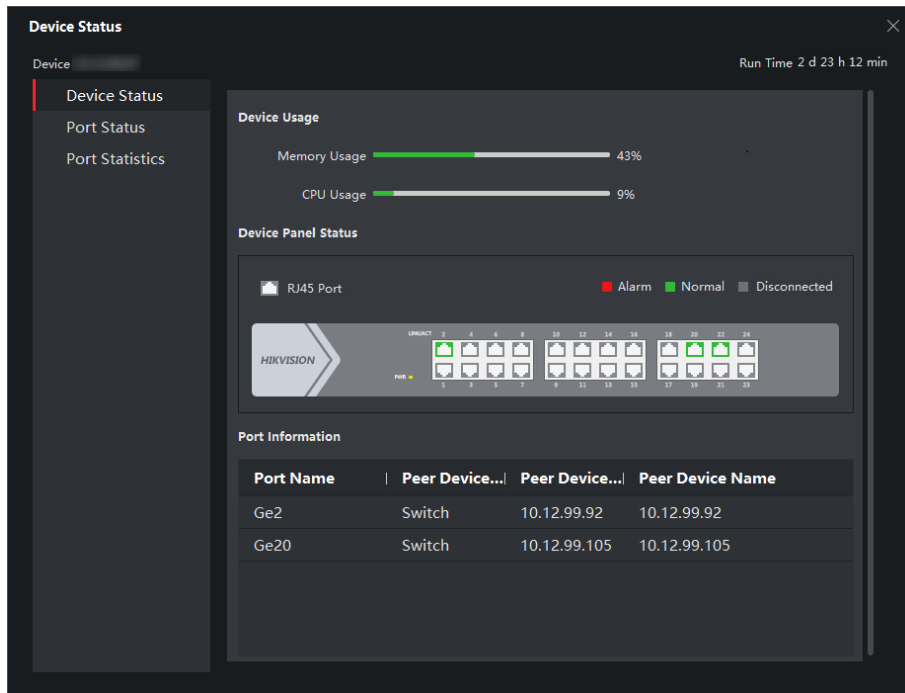 Device Status
Device
Run Time 2 d 23 h 12 min
Device Status
Port Status
Port Statistics
Device Usage
Memory Usage 43%
CPU Usage 9%
Device Panel Status
RJ45 Port
Alarm Normal Disconnected
LINK/ACT 2 4 6 8 10 12 14 16 18 20 22 24
HIKVISION
PWR
1 3 5 7 9 11 13 15 17 19 21 23
Port Information
Port Name Peer Device... Peer Device... Peer Device Name
Ge2 Switch 10.12.99.92 10.12.99.92
Ge20 Switch 10.12.99.105 10.12.99.105